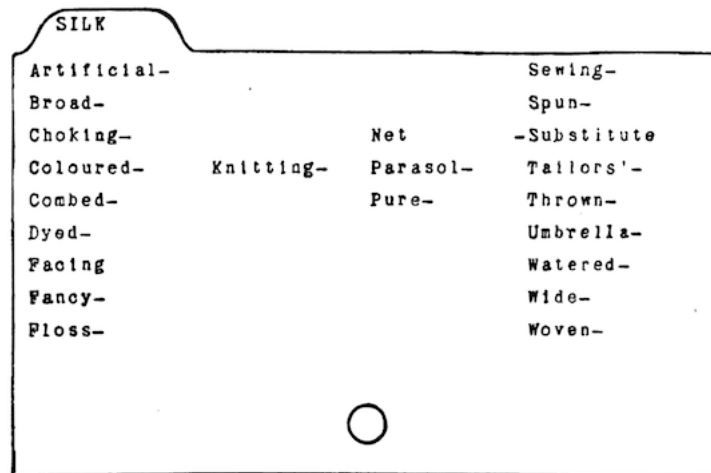 SILK
Artificial- Sewing-
Broad- Spun-
Choking- Net -Substitute
Coloured- Knitting- Parasol- Tailors'-
Combed- Pure- Thrown-
Dyed- Umbrella-
Facing Watered-
Fancy- Wide-
Floss- Woven-